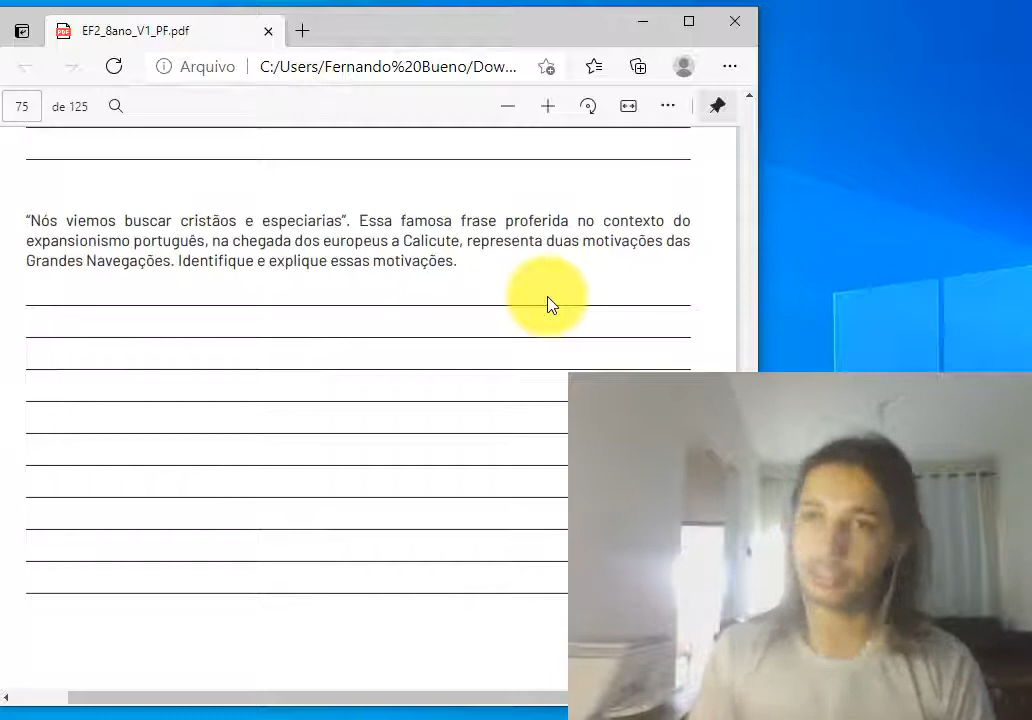 EF2_8ano_V1_PF.pdf
Arquivo
C:/Users/Fernando%20Bueno/Dow...
75 de 125
“Nós viemos buscar cristãos e especiarias”. Essa famosa frase proferida no contexto do
expansionismo português, na chegada dos europeus a Calicute, representa duas motivações das
Grandes Navegações. Identifique e explique essas motivações.